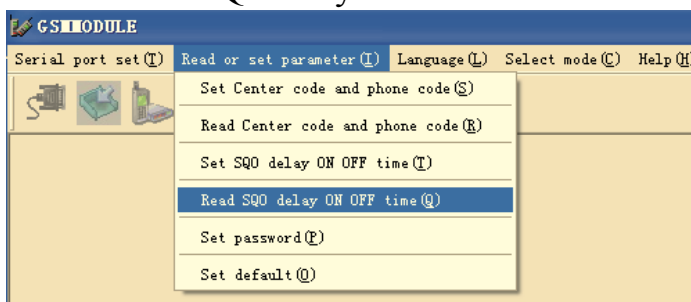 GSMMODULE
Serial port set(T) Read or set parameter(I) Language(L) Select mode(C) Help(H
Set Center code and phone code(S)
Read Center code and phone code(R)
Set SQO delay ON OFF time(T)
Read SQO delay ON OFF time(Q)
Set password(P)
Set default(O)